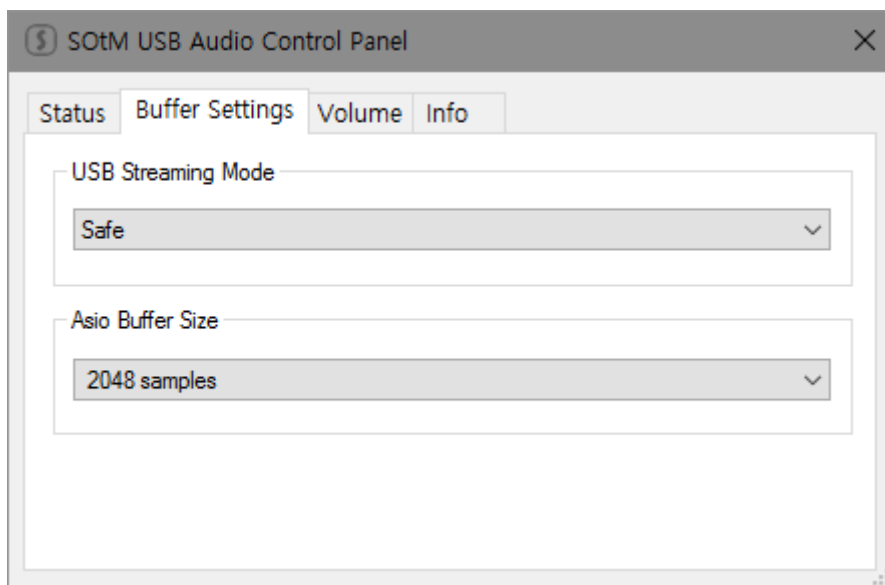 SOtM USB Audio Control Panel
Status Buffer Settings Volume Info
USB Streaming Mode
Safe
Asio Buffer Size
2048 samples